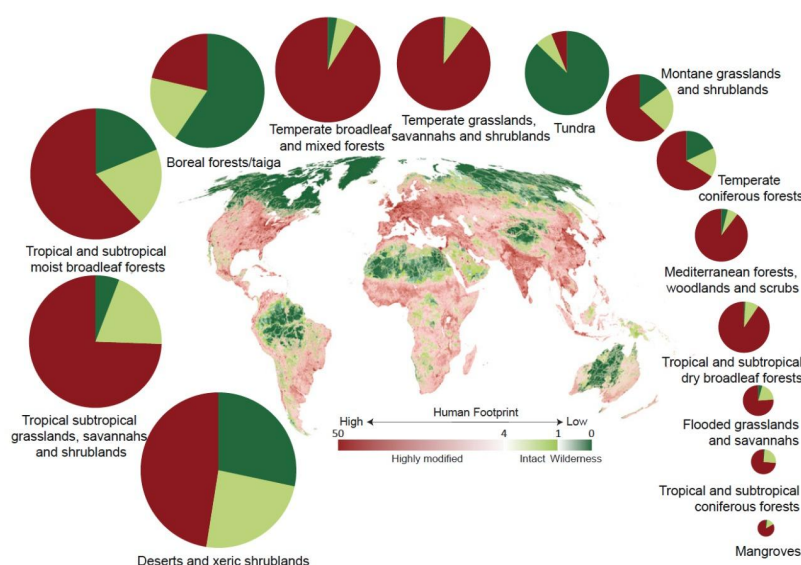 Boreal forests/taiga
Temperate broadleaf
and mixed forests
Temperate grasslands,
savannahs and shrublands
Tundra
Montane grasslands
and shrublands
Temperate
coniferous forests
Tropical and subtropical
moist broadleaf forests
Mediterranean forests,
woodlands and scrubs
Tropical and subtropical
dry broadleaf forests
Tropical subtropical
grasslands, savannahs
and shrublands
Flooded grasslands
and savannahs
Human Footprint
High
Low
50
4
1
0
Highly modified
Intact
Wilderness
Tropical and subtropical
coniferous forests
Deserts and xeric shrublands
Mangroves